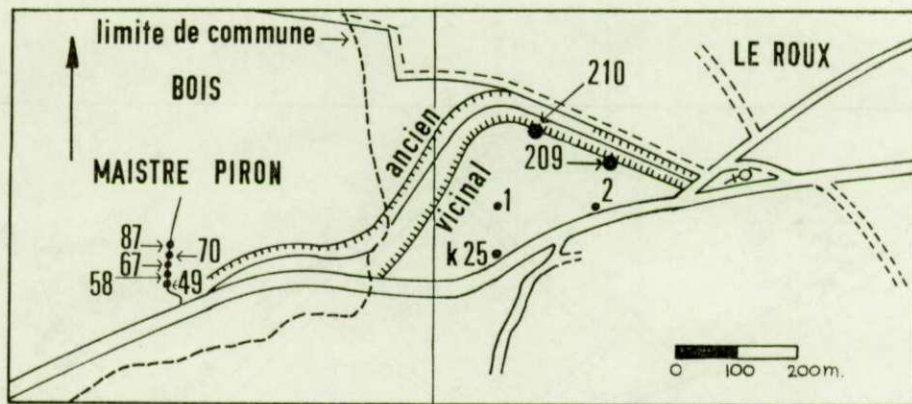 limite de commune
LE ROUX
BOIS
210
ancien
209
MAISTRE PIRON
Vicinal
1
2
87
70
67
k 25
58
49
0 100 200 m.